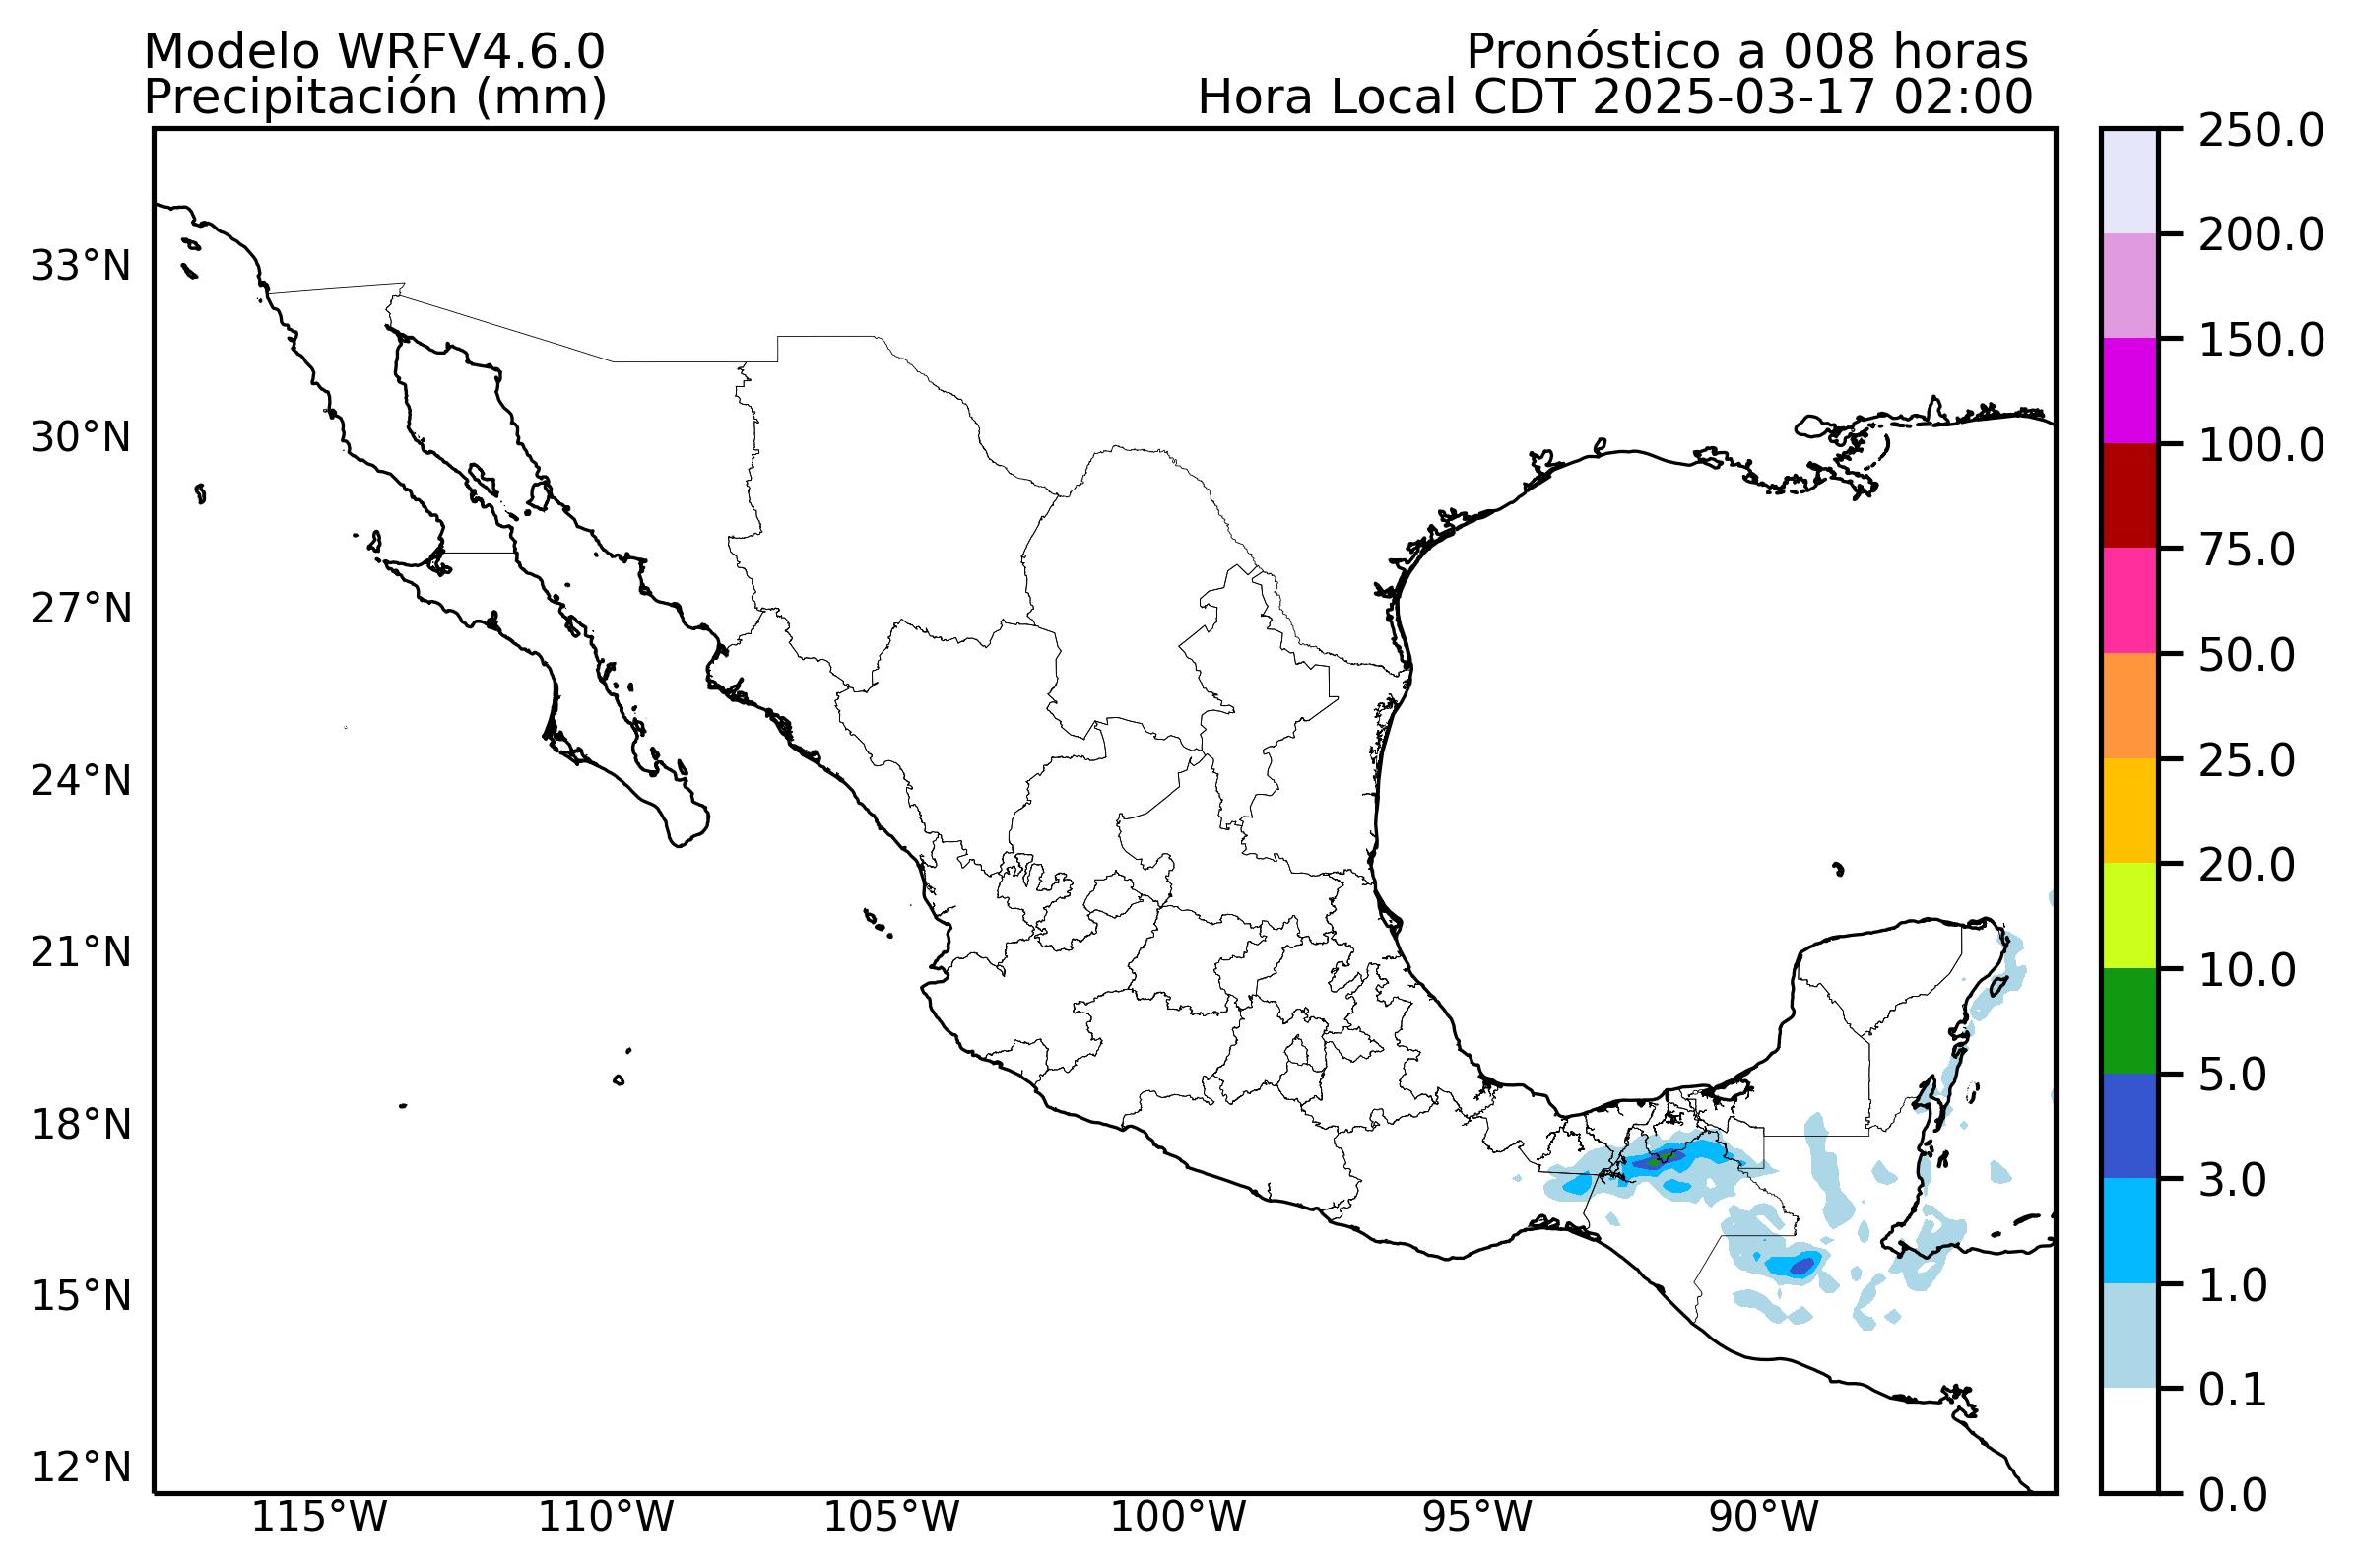 Modelo WRFV4.6.0
Precipitación (mm)
Pronóstico a 008 horas
Hora Local CDT 2025-03-17 02:00
33°N
30°N
27°N
24°N
21°N
18°N
15°N
12°N
115°W
110°W
105°W
100°W
95°W
90°W
250.0
200.0
150.0
100.0
75.0
50.0
25.0
20.0
10.0
5.0
3.0
1.0
0.1
0.0